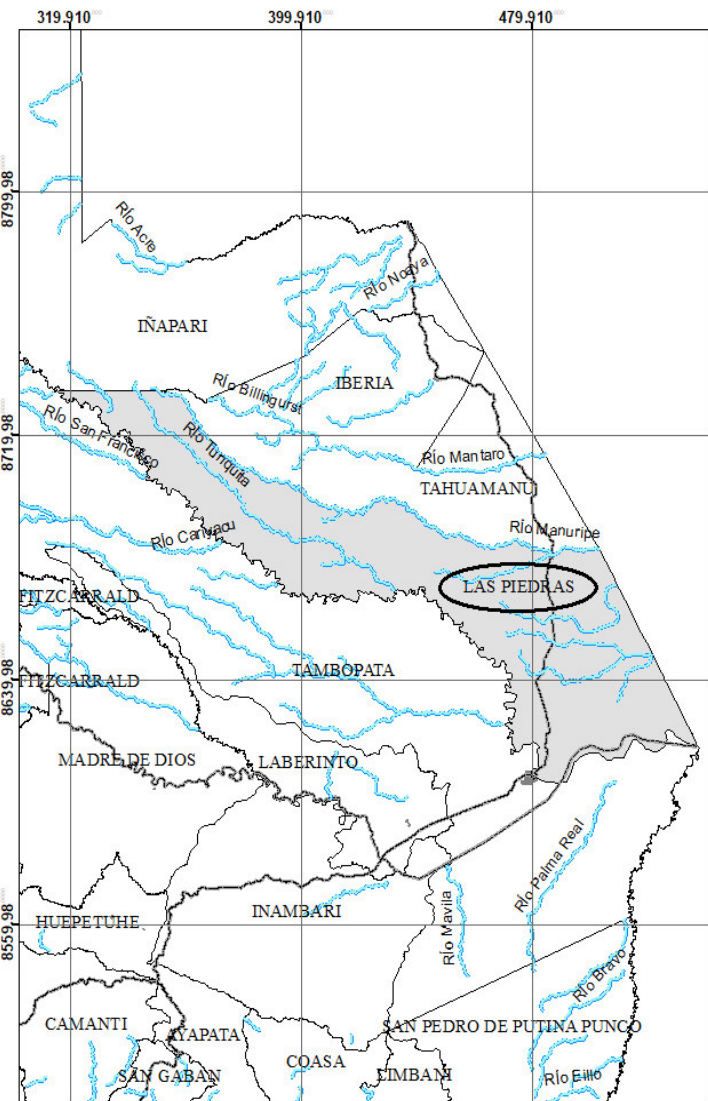 319.910
399.910
479.910
8799.98
RÍo Acre
RÍo Noaya
IÑAPARI
IBERIA
RÍo Billingurst
8719.98
RÍo San Francisco
RÍo Turiquita
RÍo Mantaro
TAHUAMANU
RÍo Cariyacu
RÍo Manuripe
LAS PIEDRAS
FITZCARRALD
TAMBOPATA
8639.98
FITZCARRALD
MADRE DE DIOS
LABERINTO
RÍo Palma Real
INAMBARI
HUEPETUHE
8559.98
RÍo Mavila
RÍo Bravo
CAMANTI
AYAPATA
SAN PEDRO DE PUTINA PUNCO
COASA
SAN GABAN
LIMBANI
RÍo Eillo